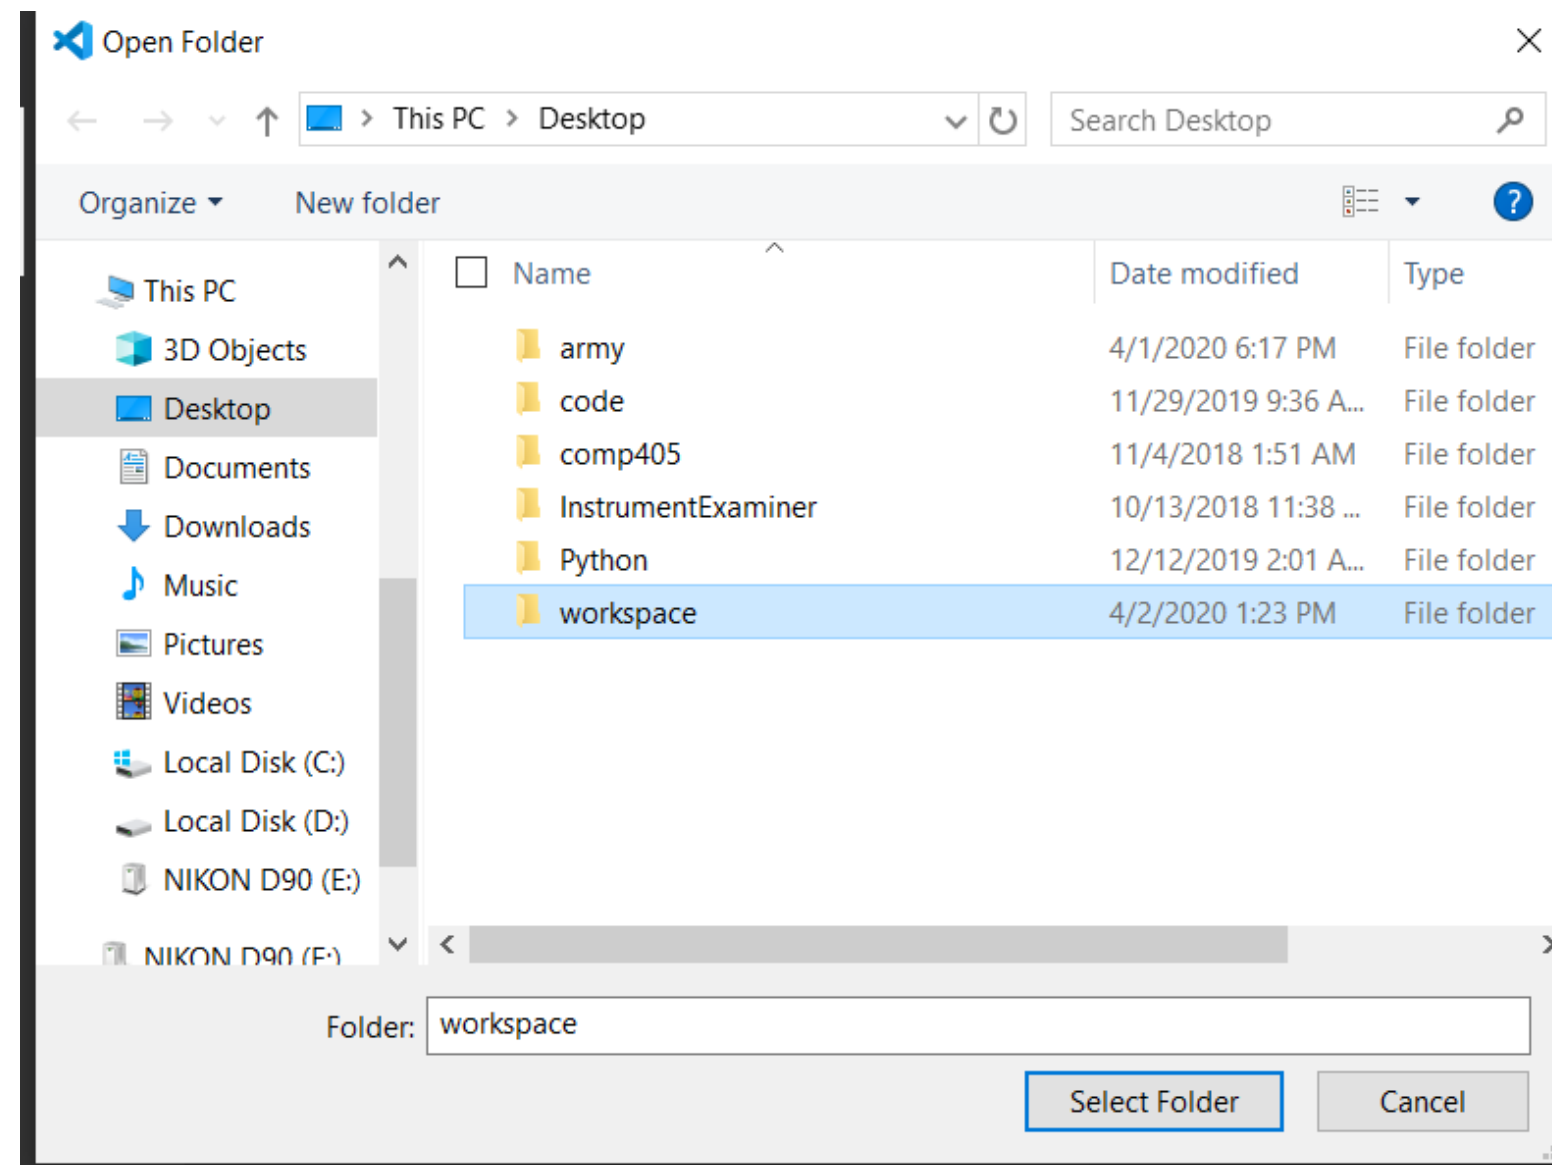 Open Folder
This PC > Desktop
Search Desktop
Organize
New folder
?
This PC
3D Objects
Desktop
Documents
Downloads
Music
Pictures
Videos
Local Disk (C:)
Local Disk (D:)
NIKON D90 (E:)
NIKON D90 (E:)
Name Date modified Type
army 4/1/2020 6:17 PM File folder
code 11/29/2019 9:36 A... File folder
comp405 11/4/2018 1:51 AM File folder
InstrumentExaminer 10/13/2018 11:38 ... File folder
Python 12/12/2019 2:01 A... File folder
workspace 4/2/2020 1:23 PM File folder
Folder: workspace
Select Folder
Cancel